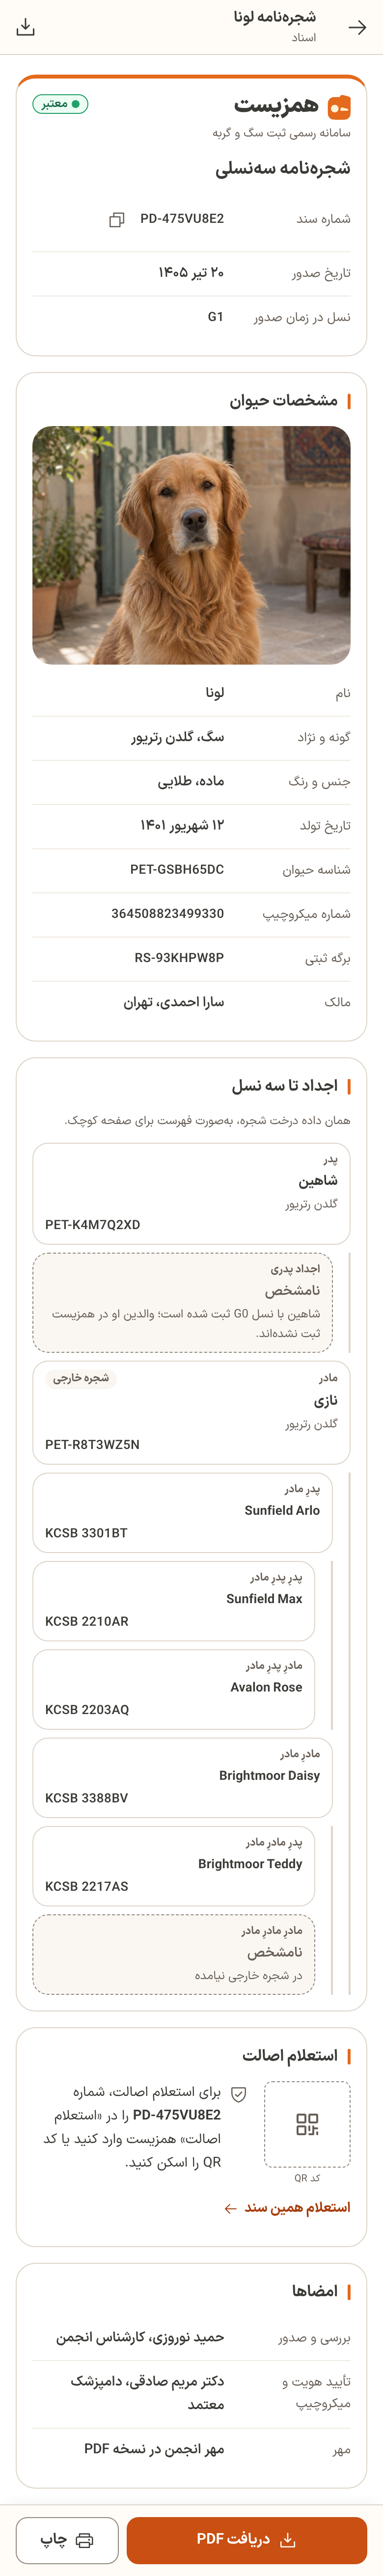 شجره‌نامه لونا
اسناد
همزیست
معتبر
سامانه رسمی ثبت سگ و گربه
شجره‌نامه سه‌نسلی
شماره سند PD-475VU8E2
تاریخ صدور ۲۰ تیر ۱۴۰۵
نسل در زمان صدور G1
مشخصات حیوان
نام لونا
گونه و نژاد سگ، گلدن رتریور
جنس و رنگ ماده، طلایی
تاریخ تولد ۱۲ شهریور ۱۴۰۱
شناسه حیوان PET-GSBH65DC
شماره میکروچیپ 364508823499330
برگه ثبتی RS-93KHPW8P
مالک سارا احمدی، تهران
اجداد تا سه نسل
همان داده درخت شجره، به‌صورت فهرست برای صفحه کوچک.
پدر
شاهین
گلدن رتریور
PET-K4M7Q2XD
اجداد پدری
نامشخص
شاهین با نسل G0 ثبت شده است؛ والدین او در همزیست
ثبت نشده‌اند.
مادر شجره خارجی
نازی
گلدن رتریور
PET-R8T3WZ5N
پدرِ مادر
Sunfield Arlo
KCSB 3301BT
پدرِ پدرِ مادر
Sunfield Max
KCSB 2210AR
مادرِ پدرِ مادر
Avalon Rose
KCSB 2203AQ
مادرِ مادر
Brightmoor Daisy
KCSB 3388BV
پدرِ مادرِ مادر
Brightmoor Teddy
KCSB 2217AS
مادرِ مادرِ مادر
نامشخص
در شجره خارجی نیامده
استعلام اصالت
برای استعلام اصالت، شماره
PD-475VU8E2 را در «استعلام
اصالت» همزیست وارد کنید یا کد
QR را اسکن کنید.
کد QR
استعلام همین سند
امضاها
بررسی و صدور حمید نوروزی، کارشناس انجمن
تأیید هویت و میکروچیپ دکتر مریم صادقی، دامپزشک معتمد
مهر مهر انجمن در نسخه PDF
دریافت PDF
چاپ